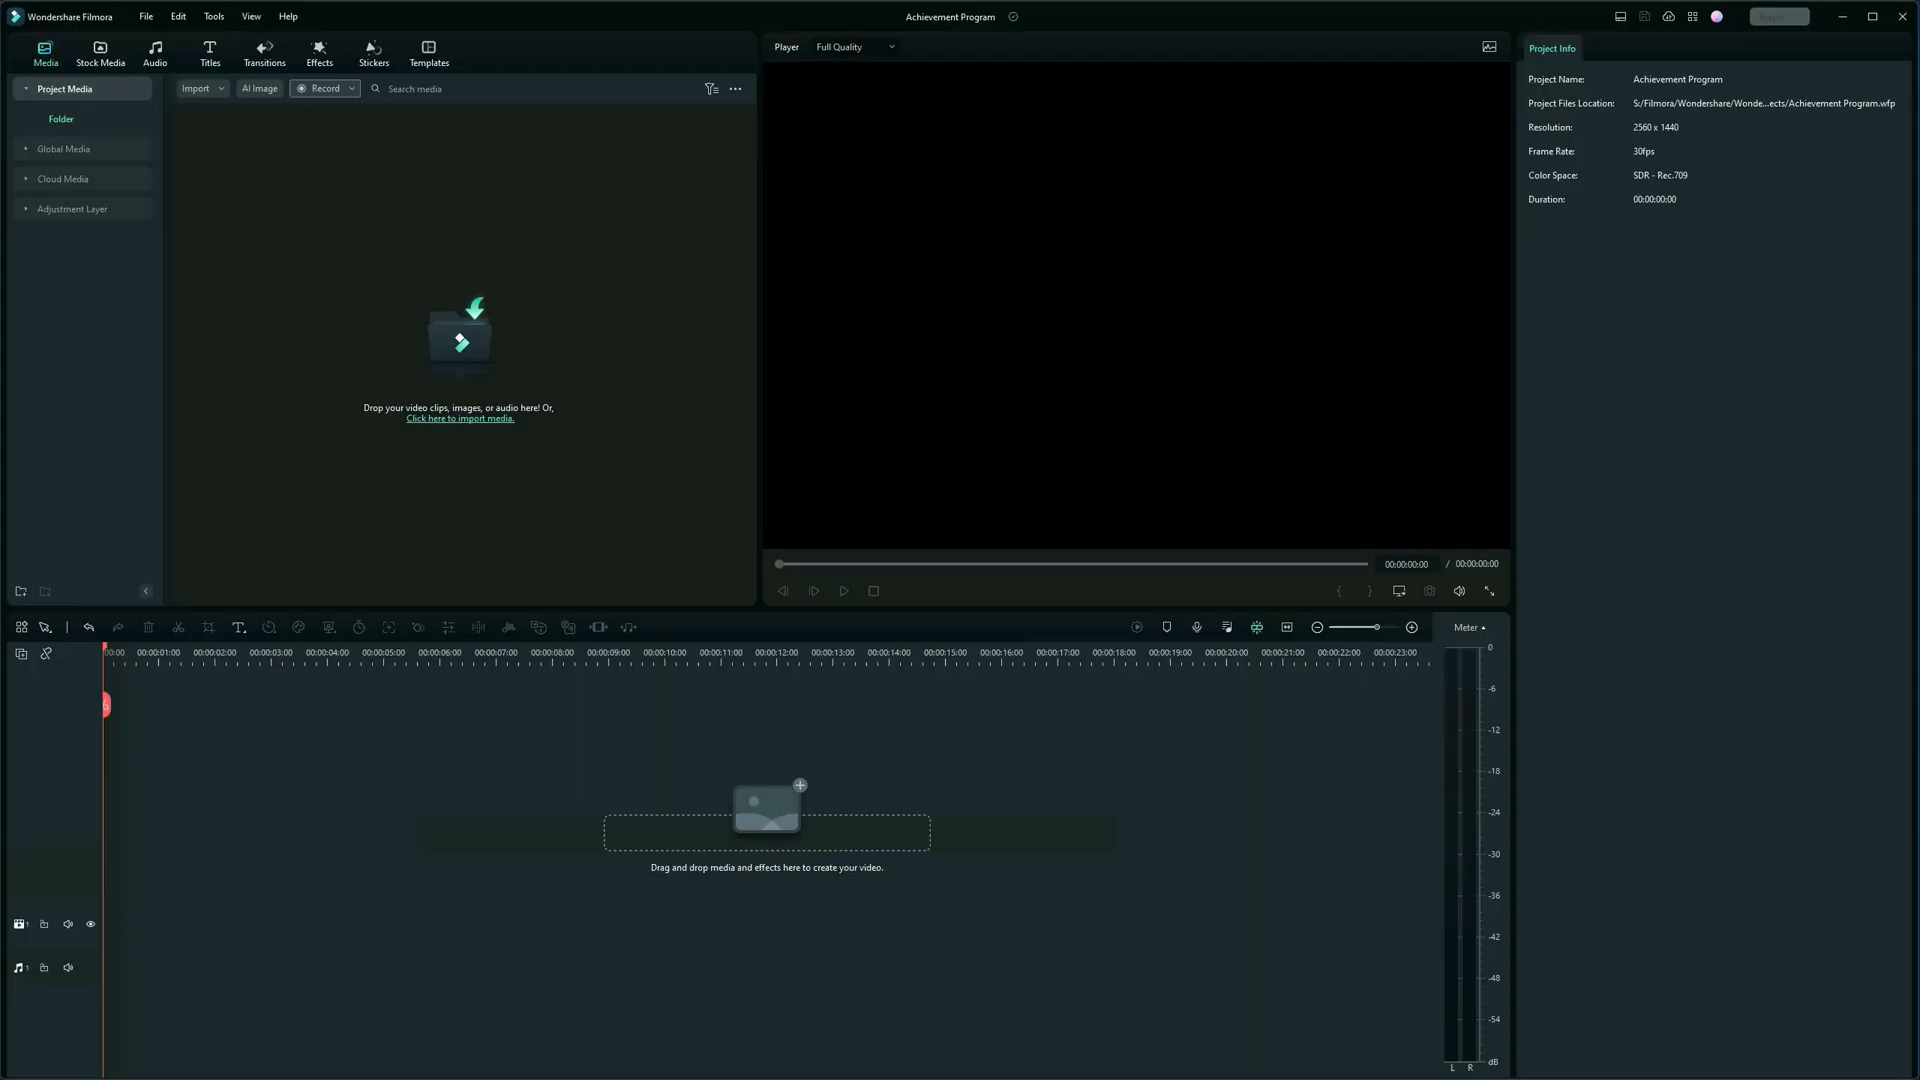 Wondershare Filmora
File
Edit
Tools
View
Help
Achievement Program
Export
Media
Stock Media
Audio
Titles
Transitions
Effects
Stickers
Templates
Player
Full Quality
Project Info
Project Media
Folder
Global Media
Cloud Media
Adjustment Layer
Import
AI Image
Record
Search media
Drop your video clips, images, or audio here! Or,
Click here to import media.
Project Name: Achievement Program
Project Files Location: S:/Filmora/Wondershare/Wonde...ects/Achievement Program.wfp
Resolution: 2560 x 1440
Frame Rate: 30fps
Color Space: SDR - Rec.709
Duration: 00:00:00:00
00:00:00:00 / 00:00:00:00
Meter
00:00 00:00:01:00 00:00:02:00 00:00:03:00 00:00:04:00 00:00:05:00 00:00:06:00 00:00:07:00 00:00:08:00 00:00:09:00 00:00:10:00 00:00:11:00 00:00:12:00 00:00:13:00 00:00:14:00 00:00:15:00 00:00:16:00 00:00:17:00 00:00:18:00 00:00:19:00 00:00:20:00 00:00:21:00 00:00:22:00 00:00:23:00
Drag and drop media and effects here to create your video.
1
1
0
-6
-12
-18
-24
-30
-36
-42
-48
-54
dB
L R